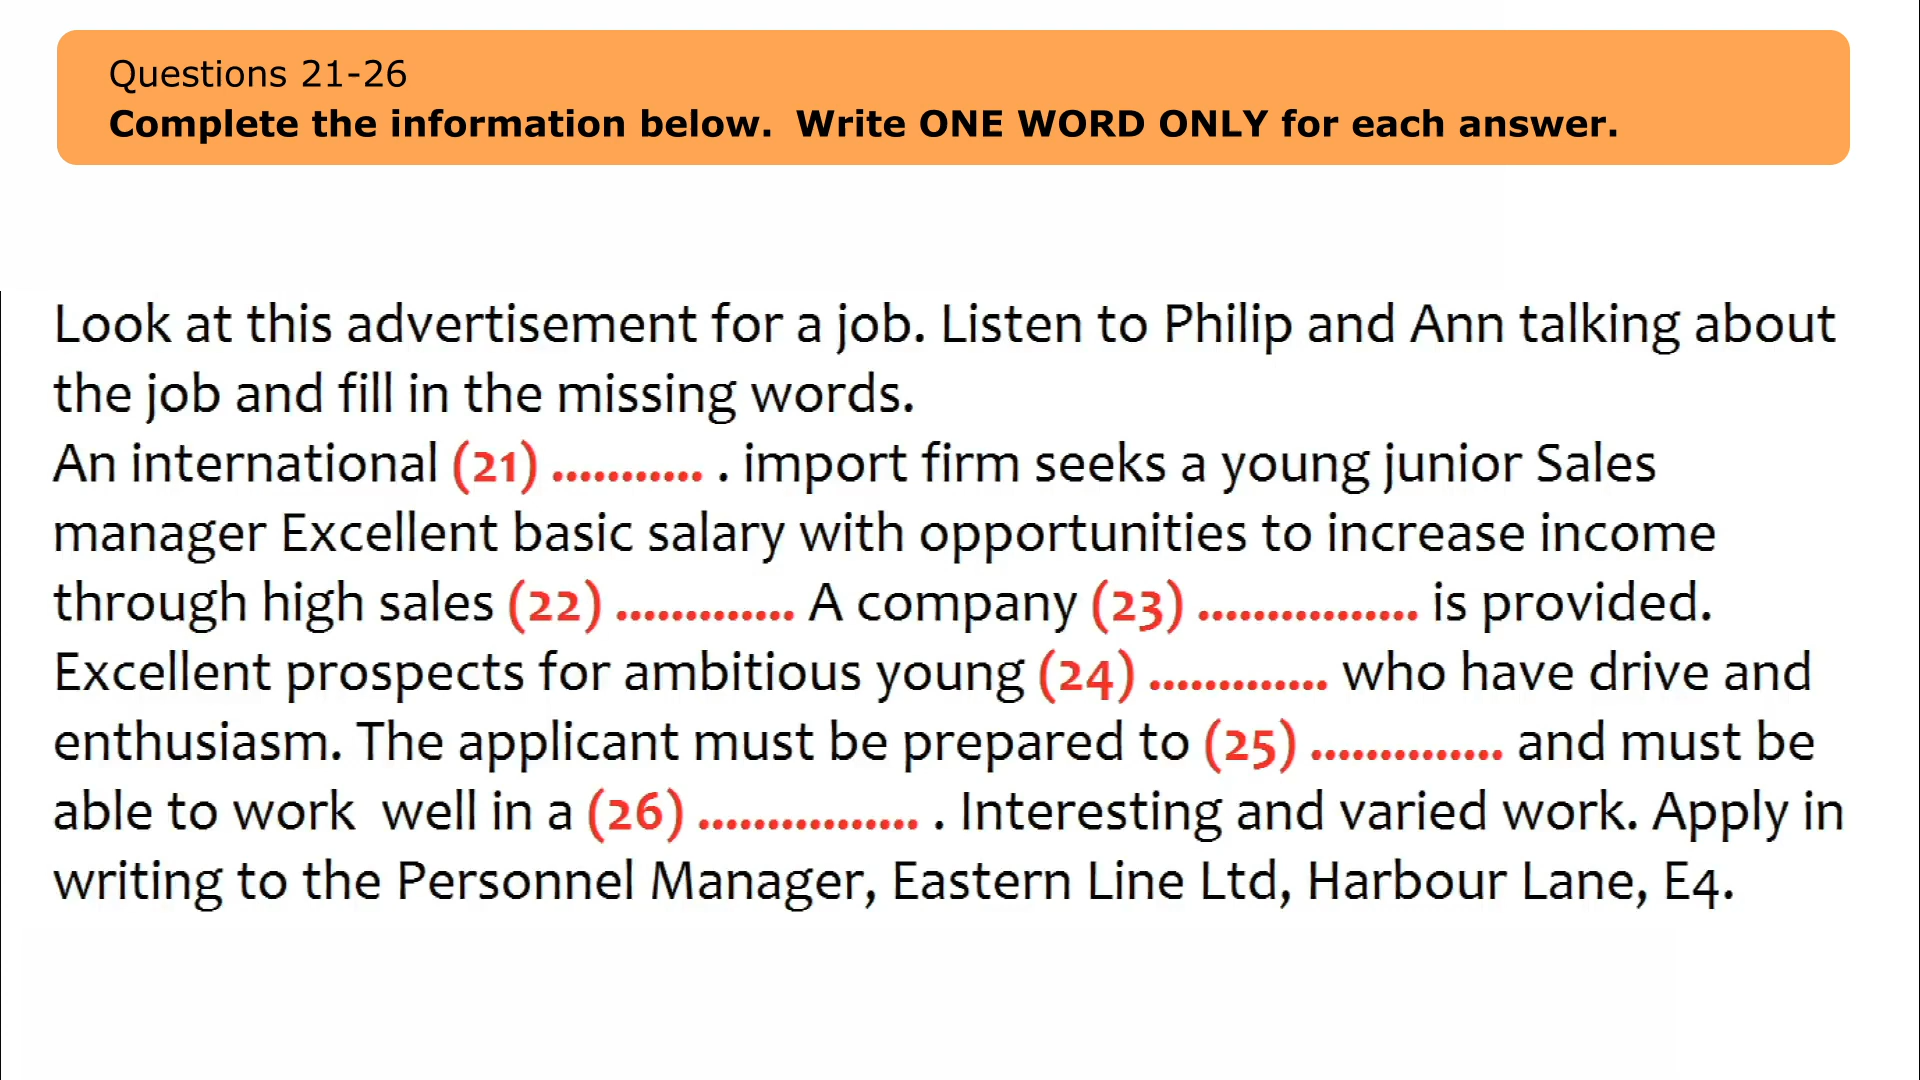 Questions 21-26
Complete the information below.  Write ONE WORD ONLY for each answer.
Look at this advertisement for a job. Listen to Philip and Ann talking about
the job and fill in the missing words.
An international (21) ........... . import firm seeks a young junior Sales
manager Excellent basic salary with opportunities to increase income
through high sales (22) ............. A company (23) ................ is provided.
Excellent prospects for ambitious young (24) ............. who have drive and
enthusiasm. The applicant must be prepared to (25) .............. and must be
able to work  well in a (26) ................ . Interesting and varied work. Apply in
writing to the Personnel Manager, Eastern Line Ltd, Harbour Lane, E4.